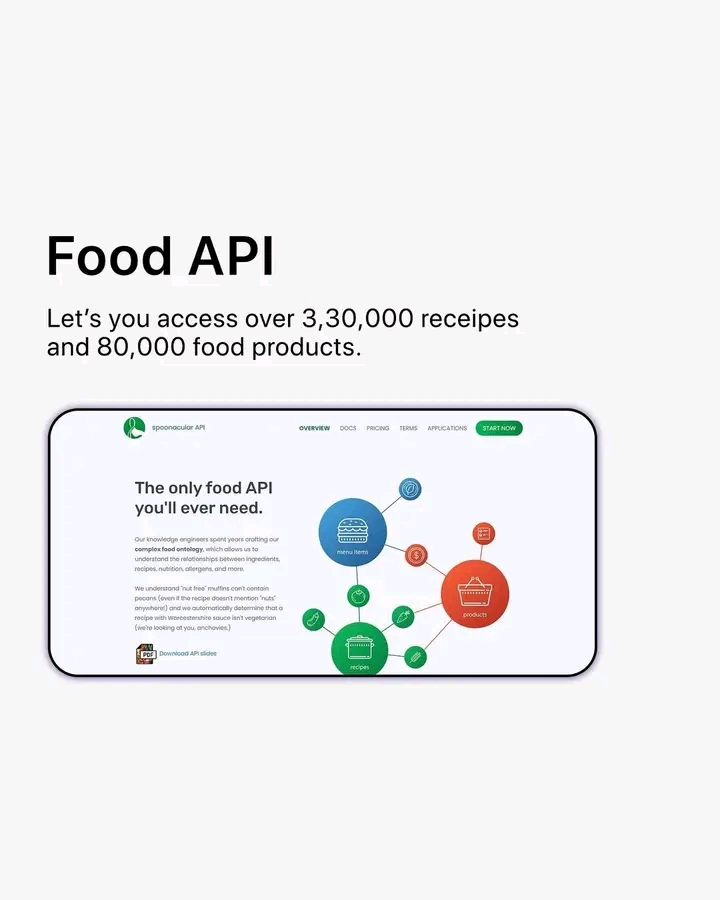 Food API
Let's you access over 3,30,000 receipes
and 80,000 food products.
spoonacular API
OVERVIEW DOCS PRICING TERMS APPLICATIONS START NOW
The only food API
you'll ever need.
Our knowledge engineers spent years crafting our
complex food ontology, which allows us to
understand the relationships between ingredients,
recipes, nutrition, allergens, and more.
We understand "nut free" muffins can't contain
pecans (even if the recipe doesn't mention "nuts"
anywhere!) and we automatically determine that a
recipe with Worcestershire sauce isn't vegetarian
(we're looking at you, anchovies.)
PDF Download API slides
menu items
$
products
recipes